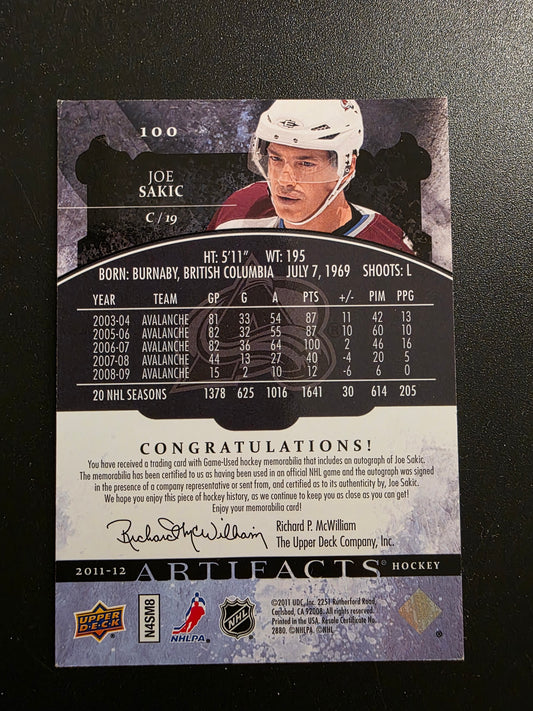 100
JOE
SAKIC
C/19
HT: 5'11" WT: 195
BORN: BURNABY, BRITISH COLUMBIA JULY 7, 1969 SHOOTS: L
YEAR TEAM GP G A PTS +/- PIM PPG
2003-04 AVALANCHE 81 33 54 87 11 42 13
2005-06 AVALANCHE 82 32 55 87 10 60 10
2006-07 AVALANCHE 82 36 64 100 2 46 16
2007-08 AVALANCHE 44 13 27 40 -4 20 5
2008-09 AVALANCHE 15 2 10 12 -6 6 0
20 NHL SEASONS 1378 625 1016 1641 30 614 205
CONGRATULATIONS!
You have received a trading card with Game-Used hockey memorabilia that includes an autograph of Joe Sakic.
The memorabilia has been certified to us as having been used in an official NHL game and the autograph was signed
in the presence of a company representative or sent from, and certified as to its authenticity by, Joe Sakic.
We hope you enjoy this piece of hockey history, as we continue to keep you as close as you can get!
Enjoy your memorabilia card!
Richard P. McWilliam
Richard P. McWilliam
The Upper Deck Company, Inc.
2011-12 ARTIFACTS® HOCKEY
UPPER
DECK
N4SM8
NHLPA
NHL
©2011 UDC, Inc. 2251 Rutherford Road,
Carlsbad, CA 92008. All rights reserved.
Printed in the USA. Resale Certificate No.
2880. ©NHLPA. ©NHL
®